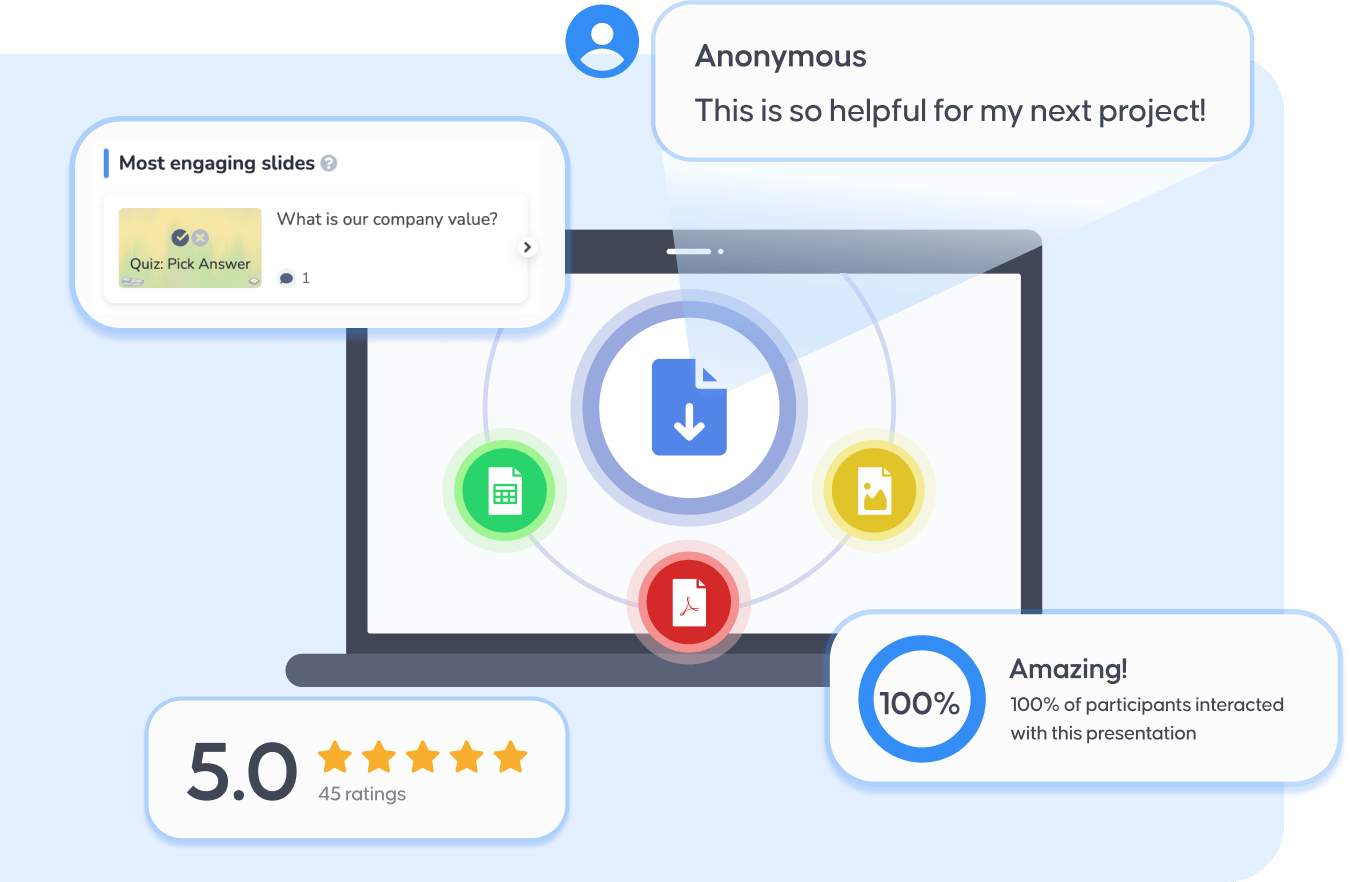 Anonymous
This is so helpful for my next project!
Most engaging slides ?
What is our company value?
Quiz: Pick Answer
1
100%
Amazing!
100% of participants interacted
with this presentation
5.0
45 ratings